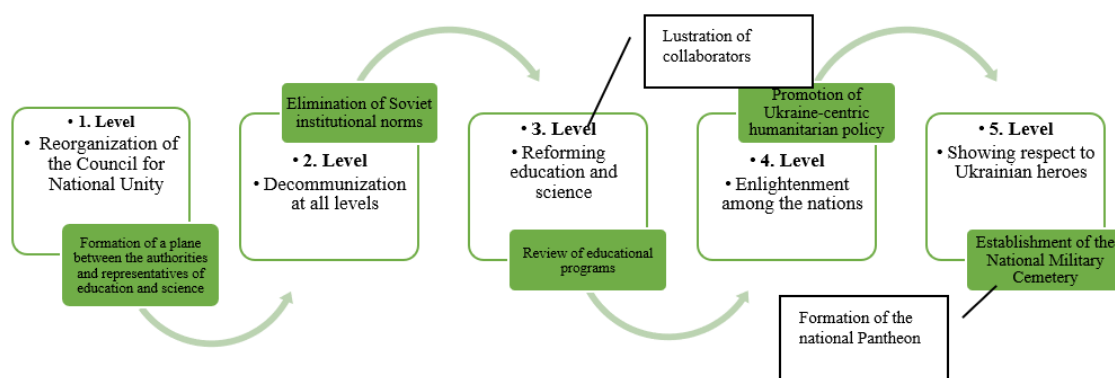 • 1. Level
• Reorganization
of the Council for
National Unity
Formation of a plane
between the authorities
and representatives of
education and science
Elimination of Soviet
institutional norms
• 2. Level
• Decommunization
at all levels
Lustration of
collaborators
• 3. Level
• Reforming
education and
science
Review of educational
programs
Promotion of
Ukraine-centric
humanitarian policy
• 4. Level
• Enlightenment
among the nations
• 5. Level
• Showing respect to
Ukrainian heroes
Establishment of the
National Military
Cemetery
Formation of the
national Pantheon